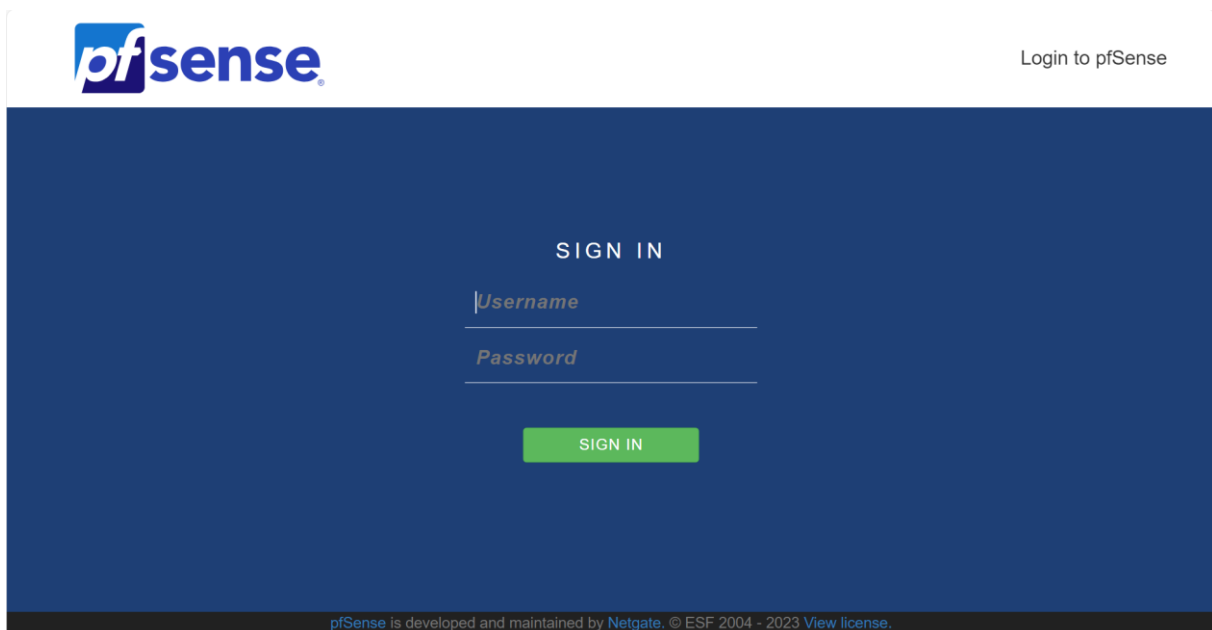 pfsense®
Login to pfSense
SIGN IN
Username
Password
SIGN IN
pfSense is developed and maintained by Netgate. © ESF 2004 - 2023 View license.